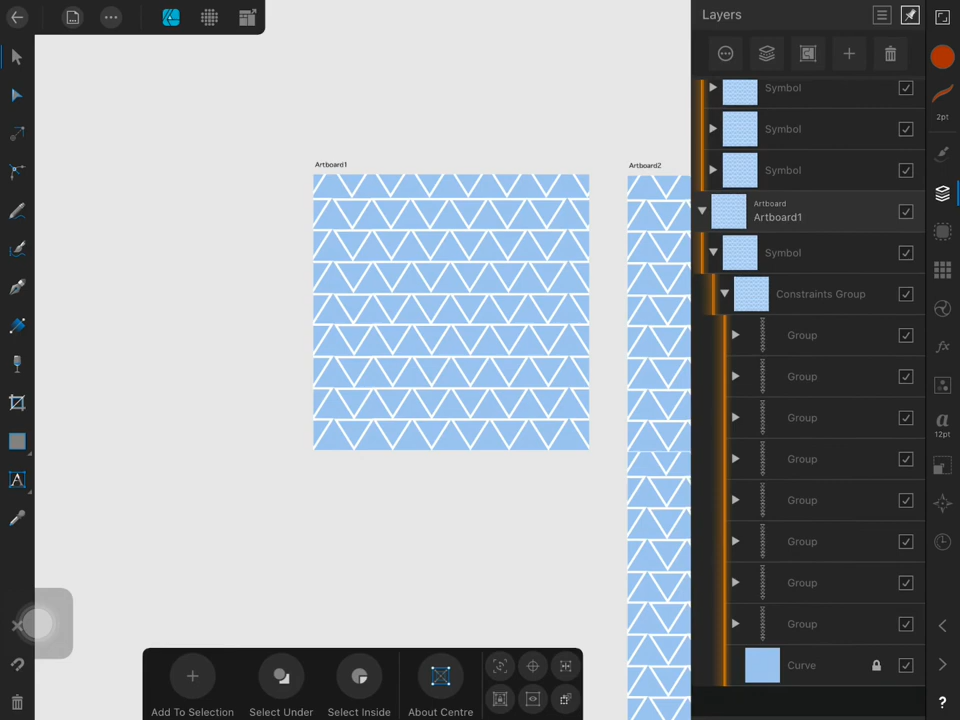 Layers
Symbol
Symbol
Symbol
2pt
Artboard
Artboard1
Symbol
Constraints Group
Group
Group
Group
Group
Group
Group
Group
Group
Curve
fx
a
12pt
Artboard1
Artboard2
A
Add To Selection
Select Under
Select Inside
About Centre
?